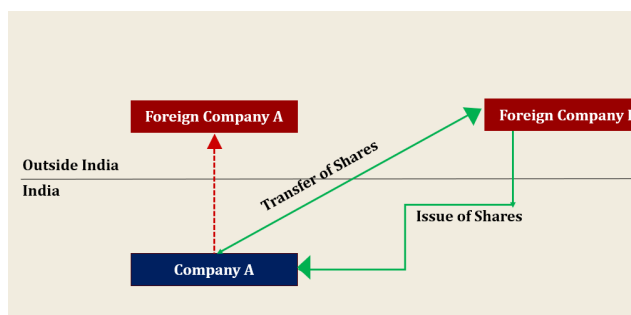 Foreign Company A
Foreign Company
Transfer of Shares
Outside India
India
Issue of Shares
Company A